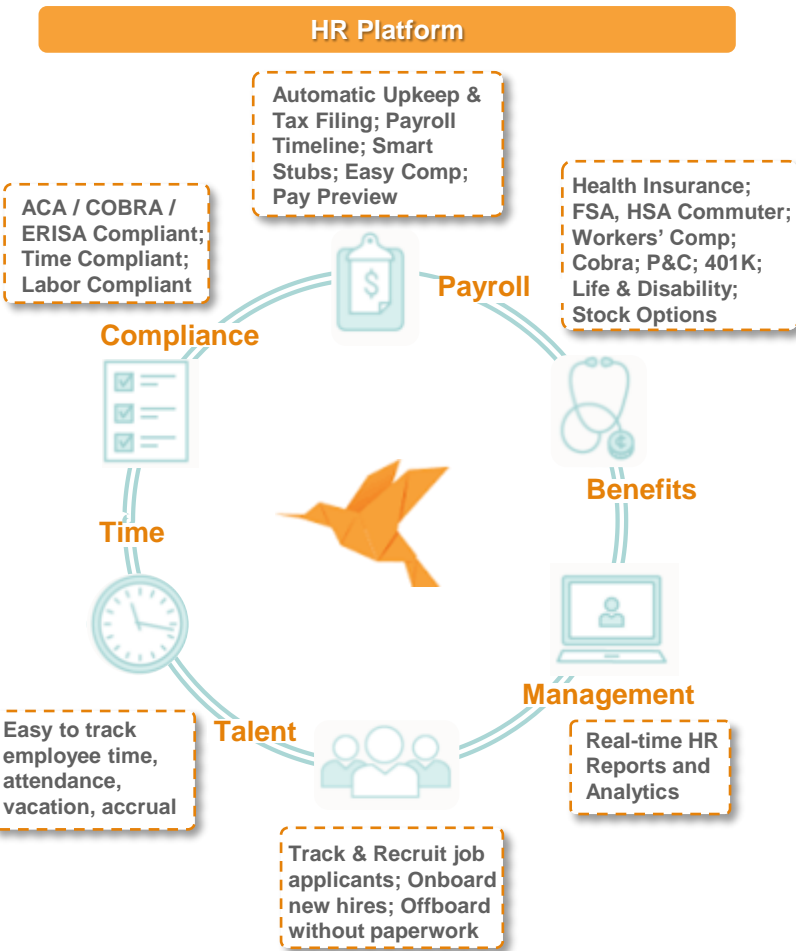 HR Platform
Automatic Upkeep &
Tax Filing; Payroll
Timeline; Smart
Stubs; Easy Comp;
Pay Preview
Health Insurance;
FSA, HSA Commuter;
Workers’ Comp;
Cobra; P&C; 401K;
Life & Disability;
Stock Options
ACA / COBRA /
ERISA Compliant;
Time Compliant;
Labor Compliant
$
Payroll
Compliance
Benefits
Time
Management
Talent
Easy to track
employee time,
attendance,
vacation, accrual
Real-time HR
Reports and
Analytics
Track & Recruit job
applicants; Onboard
new hires; Offboard
without paperwork